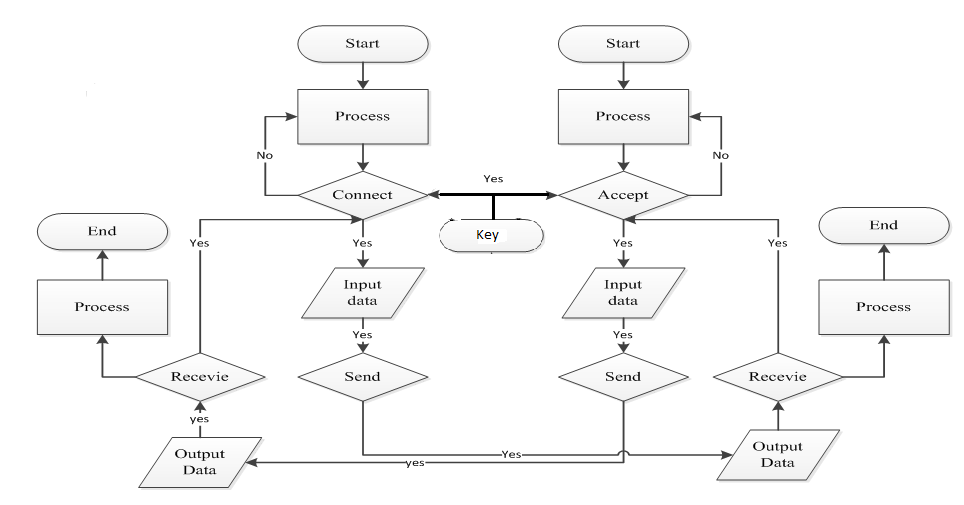 Start
Start
Process
Process
No
No
Connect
Yes
Accept
End
Yes
Yes
Key
Yes
Yes
End
Input
data
Input
data
Process
Process
Yes
Yes
Recevie
Send
Send
Recevie
yes
Output
Data
yes
Yes
Output
Data